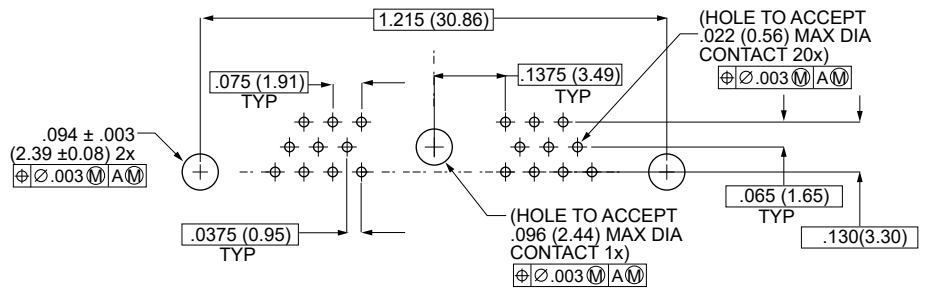 1.215 (30.86)
(HOLE TO ACCEPT
.022 (0.56) MAX DIA
CONTACT 20x)
⌖ ⌀ .003 Ⓜ A Ⓜ
.075 (1.91)
TYP
.1375 (3.49)
TYP
.094 ± .003
(2.39 ±0.08) 2x
⌖ ⌀ .003 Ⓜ A Ⓜ
.065 (1.65)
TYP
.0375 (0.95)
TYP
(HOLE TO ACCEPT
.096 (2.44) MAX DIA
CONTACT 1x)
⌖ ⌀ .003 Ⓜ A Ⓜ
.130(3.30)